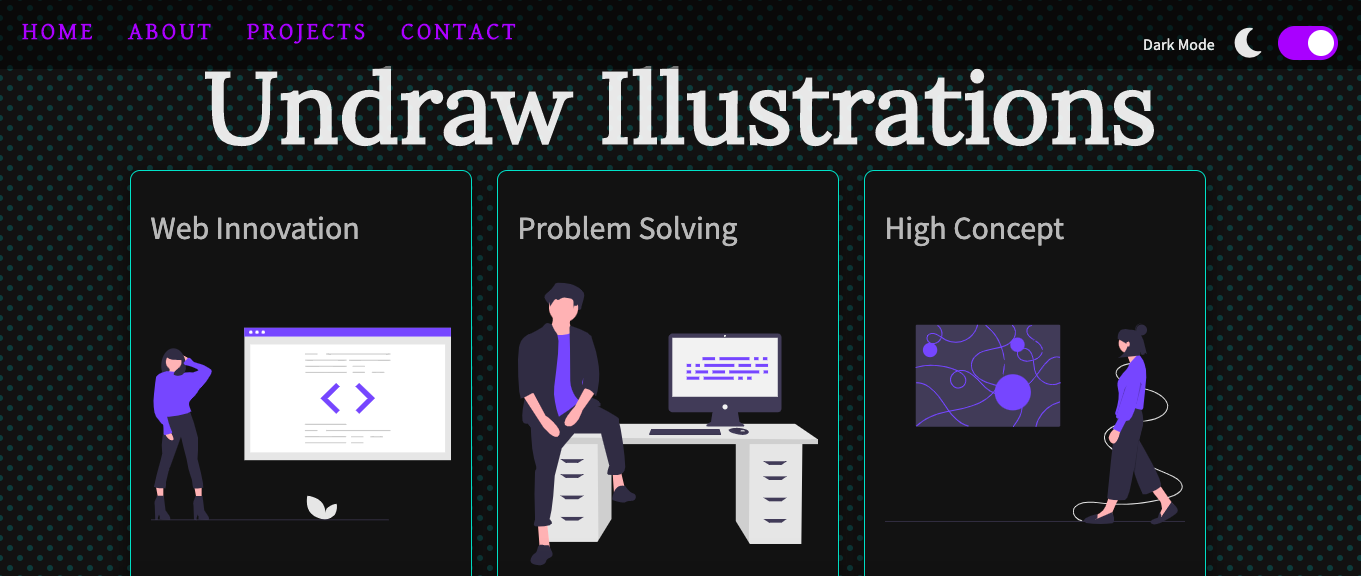 HOME ABOUT PROJECTS CONTACT
Dark Mode
Undraw Illustrations
Web Innovation
Problem Solving
High Concept